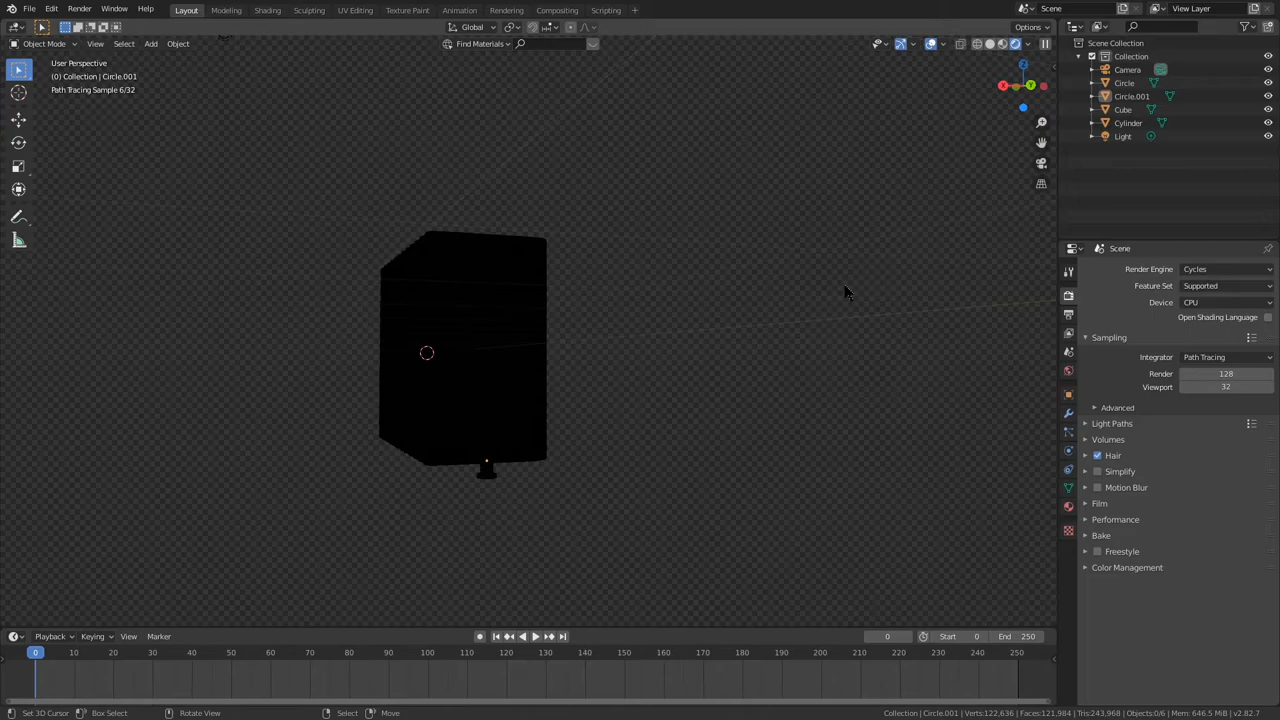 File Edit Render Window Help Layout Modeling Shading Sculpting UV Editing Texture Paint Animation Rendering Compositing Scripting + Scene View Layer
Global Options
Object Mode View Select Add Object Find Materials
User Perspective
(0) Collection | Circle.001
Path Tracing Sample 6/32
Z
X Y
Scene Collection
Collection
Camera
Circle
Circle.001
Cube
Cylinder
Light
Scene
Render Engine Cycles
Feature Set Supported
Device CPU
Open Shading Language
Sampling
Integrator Path Tracing
Render 128
Viewport 32
Advanced
Light Paths
Volumes
Hair
Simplify
Motion Blur
Film
Performance
Bake
Freestyle
Color Management
Playback Keying View Marker 0 Start 0 End 250
0 10 20 30 40 50 60 70 80 90 100 110 120 130 140 150 160 170 180 190 200 210 220 230 240 250
Set 3D Cursor Box Select Rotate View Select Move Collection | Circle.001 | Verts:122,636 | Faces:121,984 | Tris:243,968 | Objects:0/6 | Mem: 646.5 MiB | v2.82.7